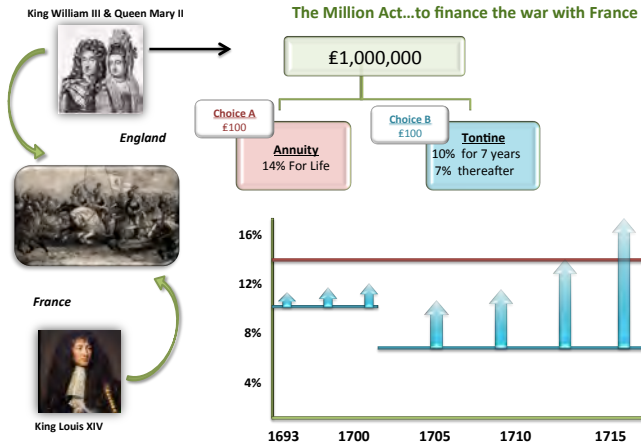 King William III & Queen Mary II
The Million Act...to finance the war with France
₤1,000,000
Choice A
₤100
Annuity
14% For Life
Choice B
₤100
Tontine
10% for 7 years
7% thereafter
England
France
King Louis XIV
16%
12%
8%
4%
1693
1700
1705
1710
1715